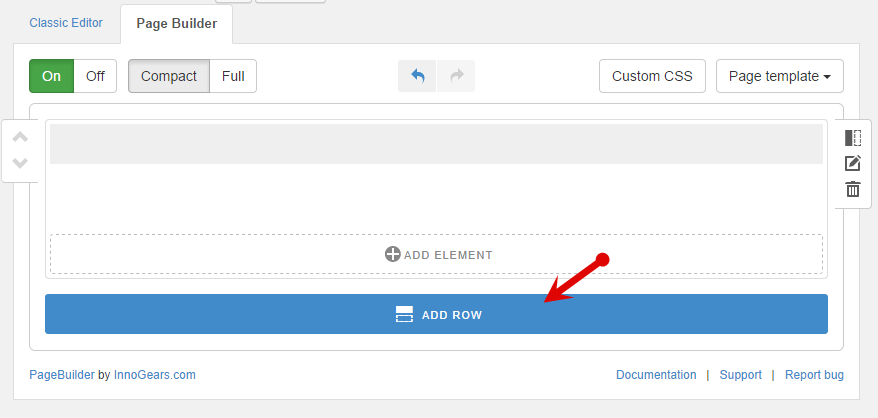 Classic Editor Page Builder
On Off Compact Full Custom CSS Page template
ADD ELEMENT
ADD ROW
PageBuilder by InnoGears.com Documentation | Support | Report bug